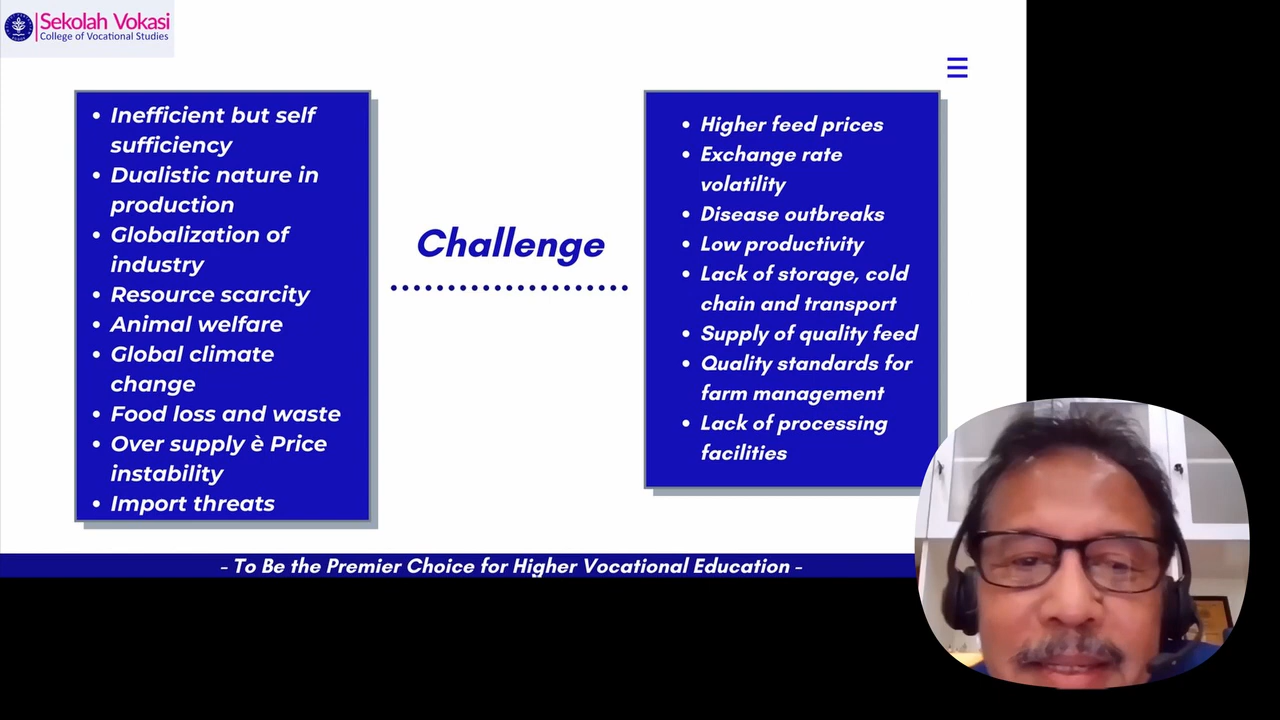 Sekolah Vokasi
College of Vocational Studies
• Inefficient but self
sufficiency
• Dualistic nature in
production
• Globalization of
industry
• Resource scarcity
• Animal welfare
• Global climate
change
• Food loss and waste
• Over supply è Price
instability
• Import threats
Challenge
• Higher feed prices
• Exchange rate
volatility
• Disease outbreaks
• Low productivity
• Lack of storage, cold
chain and transport
• Supply of quality feed
• Quality standards for
farm management
• Lack of processing
facilities
- To Be the Premier Choice for Higher Vocational Education -